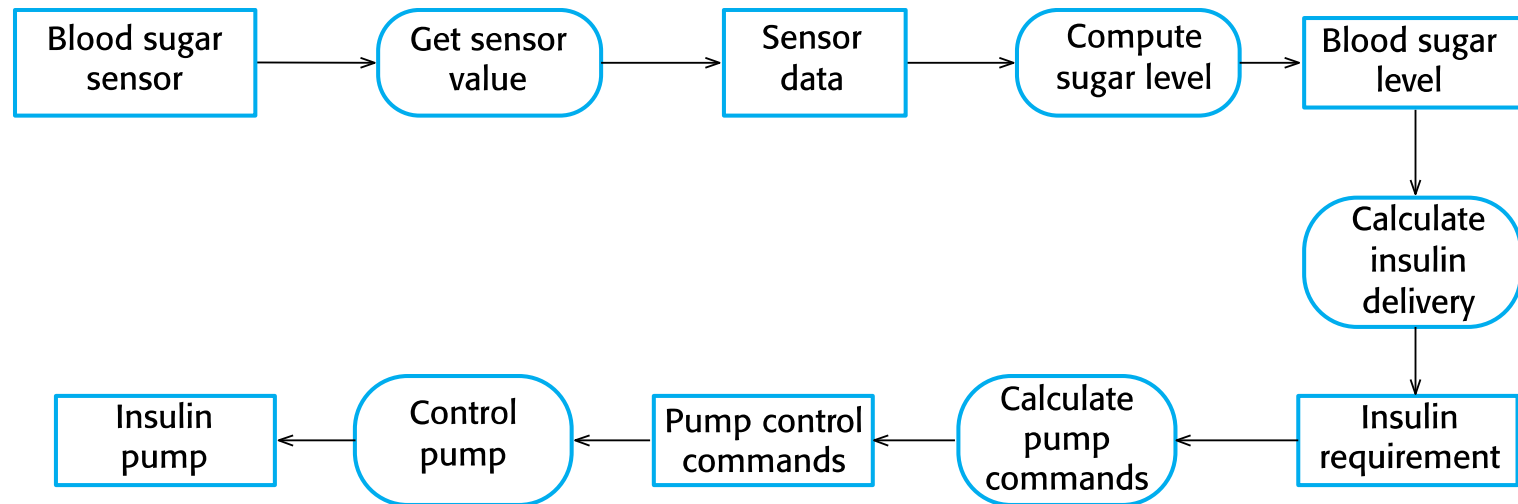 Blood sugar
sensor
Get sensor
value
Sensor
data
Compute
sugar level
Blood sugar
level
Calculate
insulin
delivery
Insulin
requirement
Calculate
pump
commands
Pump control
commands
Control
pump
Insulin
pump